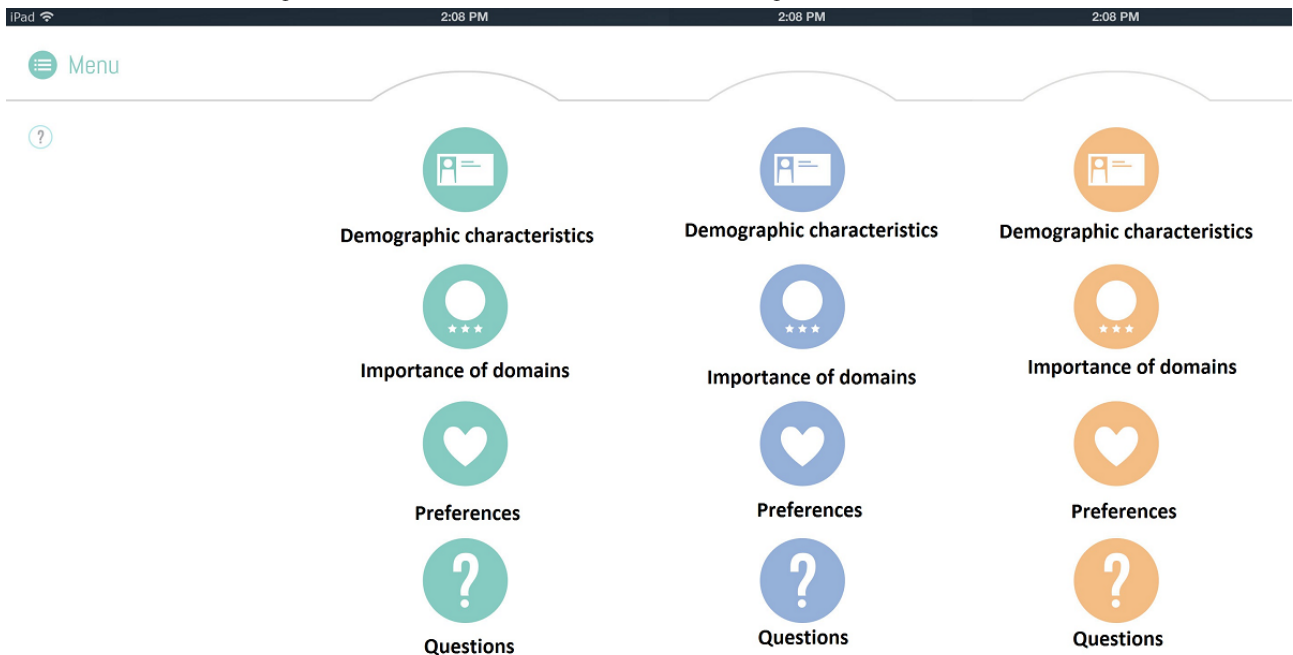 iPad 2:08 PM 2:08 PM 2:08 PM
Menu
?
Demographic characteristics Demographic characteristics Demographic characteristics
Importance of domains Importance of domains Importance of domains
Preferences Preferences Preferences
? ? ?
Questions Questions Questions